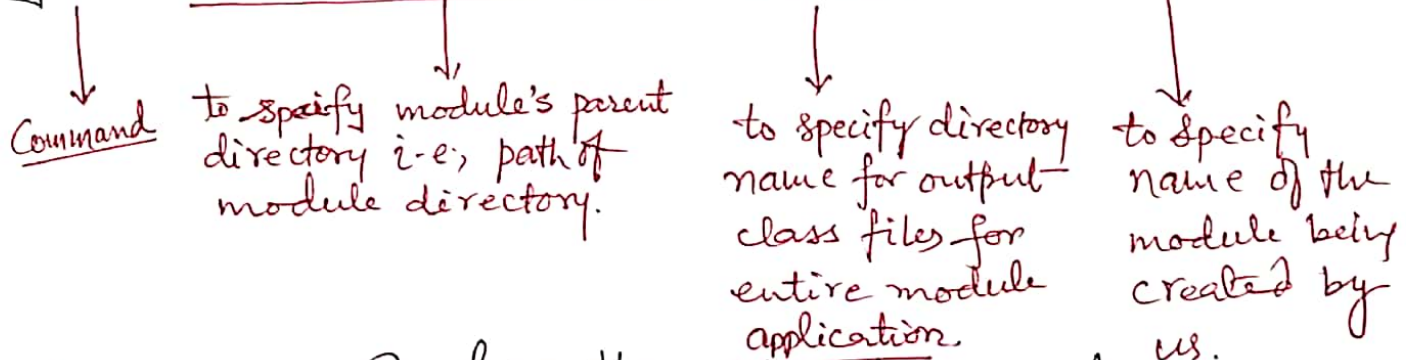 Command
to specify module's parent
directory i-e;, path of
module directory.
to specify directory
name for output
class files for
entire module
application.
to specify
name of the
module being
created by
us.